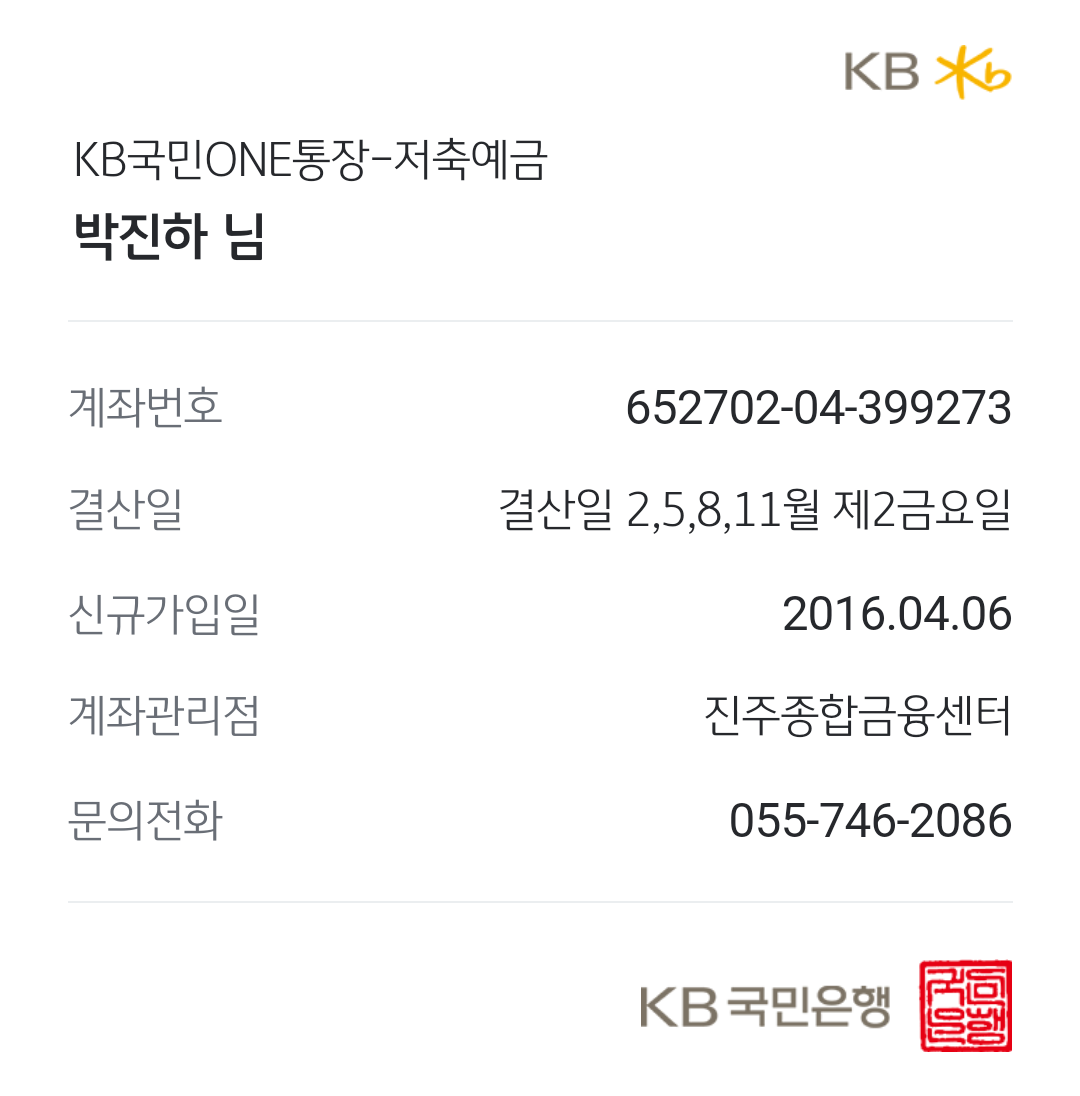 KB Kb
KB국민ONE통장-저축예금
박진하 님
계좌번호 652702-04-399273
결산일 결산일 2,5,8,11월 제2금요일
신규가입일 2016.04.06
계좌관리점 진주종합금융센터
문의전화 055-746-2086
KB국민은행
국민은행